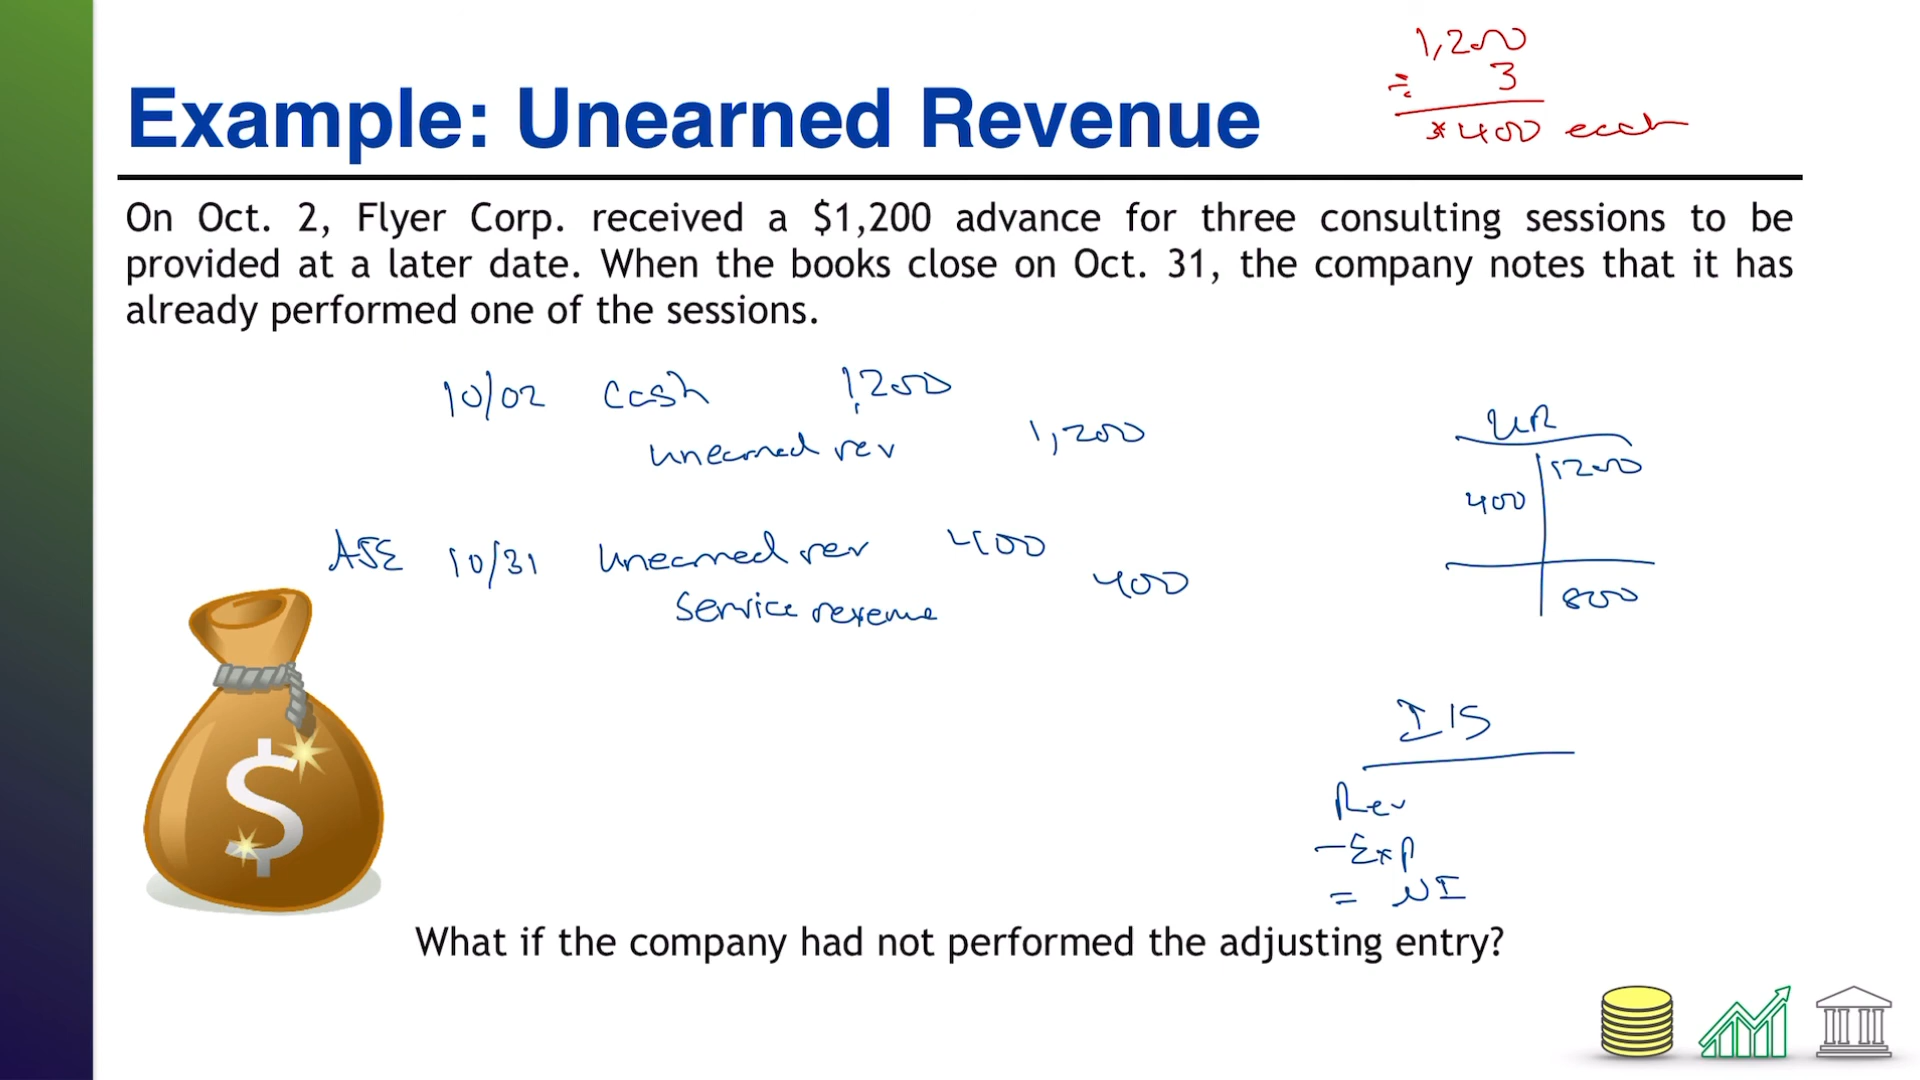 1,200
÷ 3
$400 each
Example: Unearned Revenue
On Oct. 2, Flyer Corp. received a $1,200 advance for three consulting sessions to be
provided at a later date. When the books close on Oct. 31, the company notes that it has
already performed one of the sessions.
10/02 Cash 1,200
unearned rev 1,200
UR
1200
400
800
AJE 10/31 Unearned rev 400
Service revenue 400
$
I/S
Rev
- Exp
= NI
What if the company had not performed the adjusting entry?